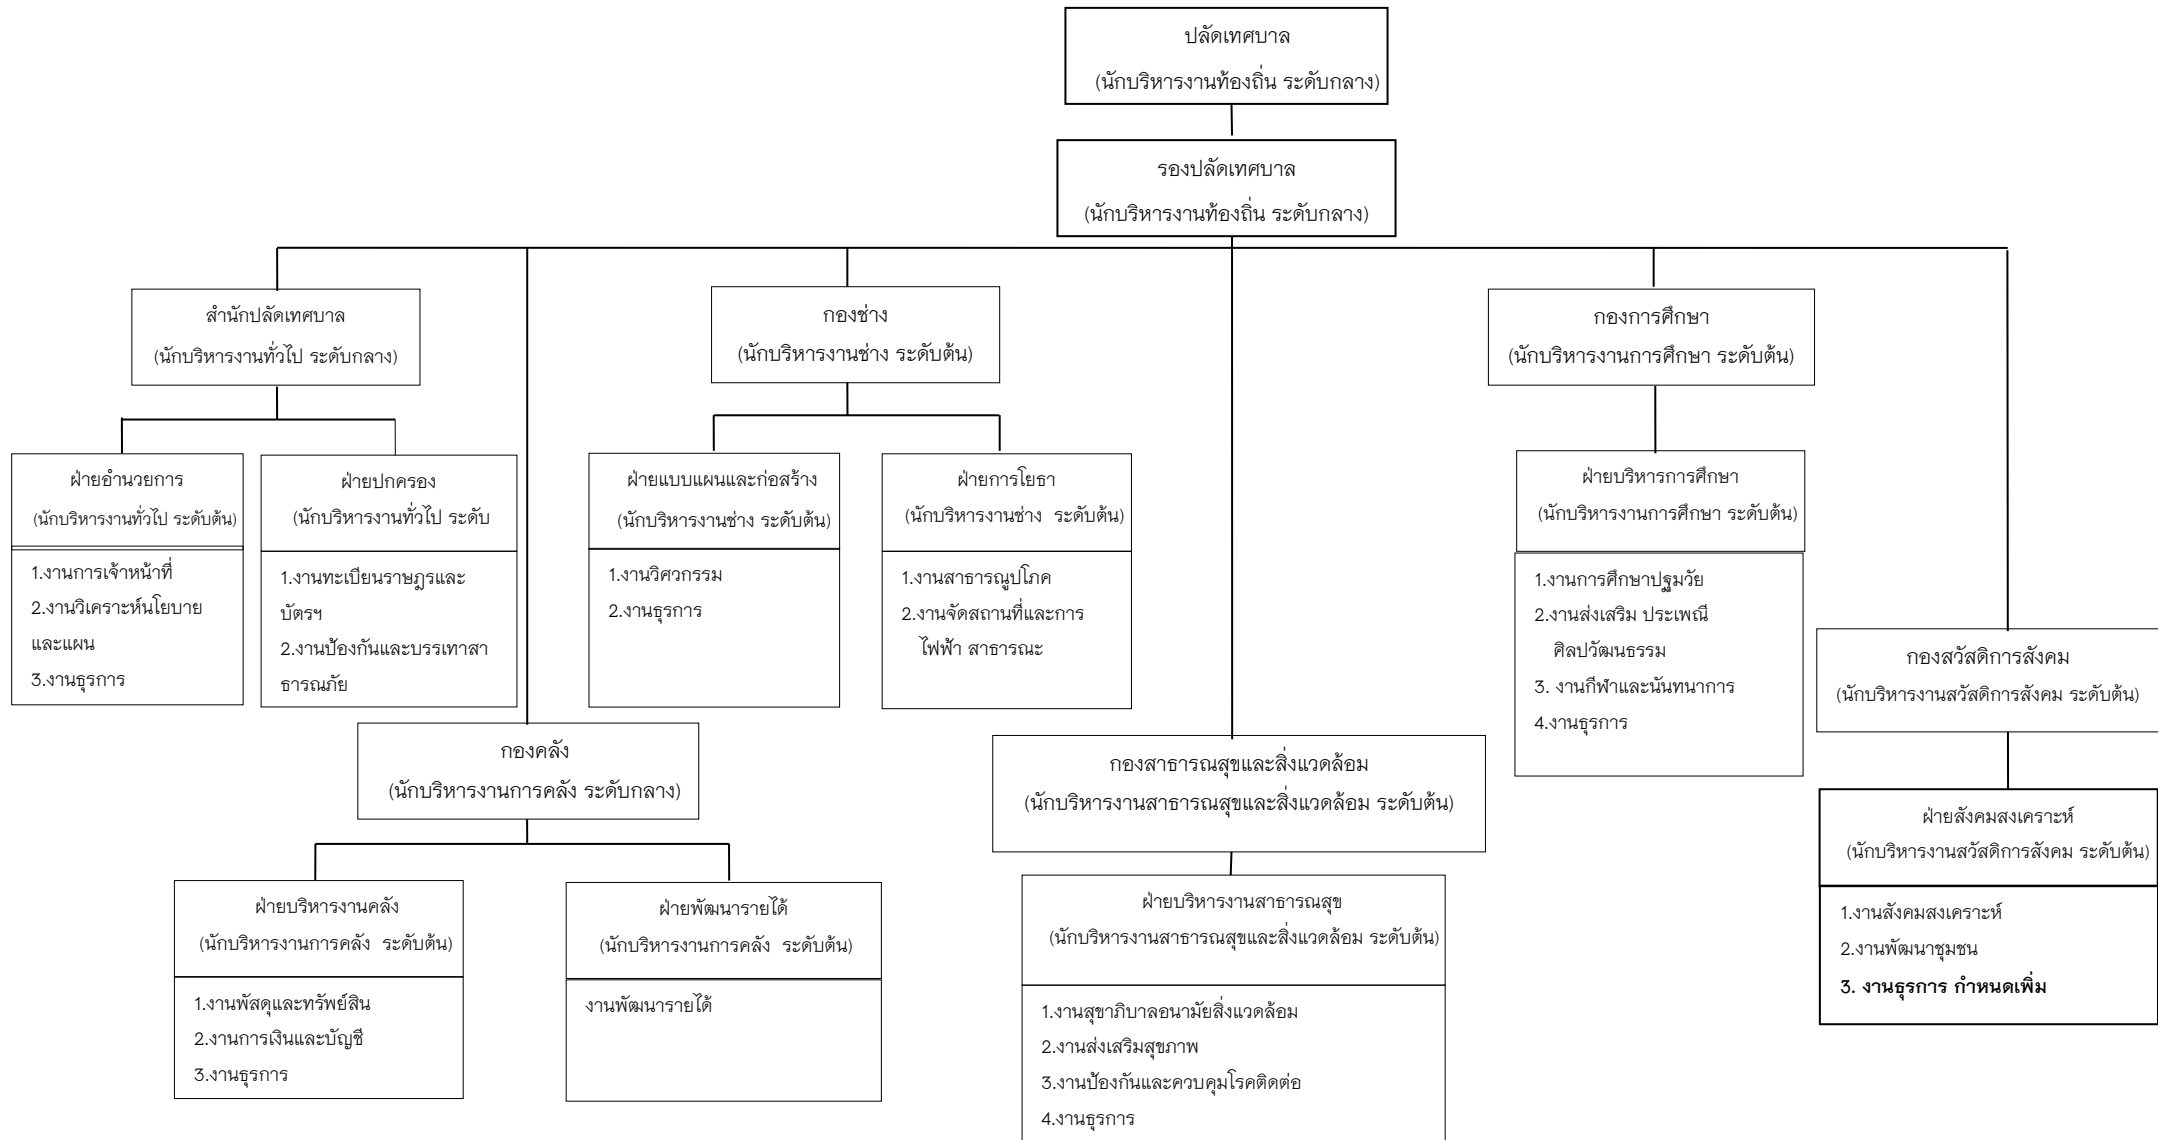 ปลัดเทศบาล
(นักบริหารงานท้องถิ่น ระดับกลาง)
รองปลัดเทศบาล
(นักบริหารงานท้องถิ่น ระดับกลาง)
สำนักปลัดเทศบาล
(นักบริหารงานทั่วไป ระดับกลาง)
กองช่าง
(นักบริหารงานช่าง ระดับต้น)
กองการศึกษา
(นักบริหารงานการศึกษา ระดับต้น)
ฝ่ายอำนวยการ
(นักบริหารงานทั่วไป ระดับต้น)
1.งานการเจ้าหน้าที่
2.งานวิเคราะห์นโยบาย
และแผน
3.งานธุรการ
ฝ่ายปกครอง
(นักบริหารงานทั่วไป ระดับ
1.งานทะเบียนราษฎรและ
บัตรฯ
2.งานป้องกันและบรรเทาสา
ธารณภัย
ฝ่ายแบบแผนและก่อสร้าง
(นักบริหารงานช่าง ระดับต้น)
1.งานวิศวกรรม
2.งานธุรการ
ฝ่ายการโยธา
(นักบริหารงานช่าง  ระดับต้น)
1.งานสาธารณูปโภค
2.งานจัดสถานที่และการ
ไฟฟ้า สาธารณะ
ฝ่ายบริหารการศึกษา
(นักบริหารงานการศึกษา ระดับต้น)
1.งานการศึกษาปฐมวัย
2.งานส่งเสริม ประเพณี
ศิลปวัฒนธรรม
3. งานกีฬาและนันทนาการ
4.งานธุรการ
กองสวัสดิการสังคม
(นักบริหารงานสวัสดิการสังคม ระดับต้น)
กองคลัง
(นักบริหารงานการคลัง ระดับกลาง)
กองสาธารณสุขและสิ่งแวดล้อม
(นักบริหารงานสาธารณสุขและสิ่งแวดล้อม ระดับต้น)
ฝ่ายสังคมสงเคราะห์
(นักบริหารงานสวัสดิการสังคม ระดับต้น)
1.งานสังคมสงเคราะห์
2.งานพัฒนาชุมชน
3. งานธุรการ กำหนดเพิ่ม
ฝ่ายบริหารงานคลัง
(นักบริหารงานการคลัง  ระดับต้น)
1.งานพัสดุและทรัพย์สิน
2.งานการเงินและบัญชี
3.งานธุรการ
ฝ่ายพัฒนารายได้
(นักบริหารงานการคลัง  ระดับต้น)
งานพัฒนารายได้
ฝ่ายบริหารงานสาธารณสุข
(นักบริหารงานสาธารณสุขและสิ่งแวดล้อม ระดับต้น)
1.งานสุขาภิบาลอนามัยสิ่งแวดล้อม
2.งานส่งเสริมสุขภาพ
3.งานป้องกันและควบคุมโรคติดต่อ
4.งานธุรการ